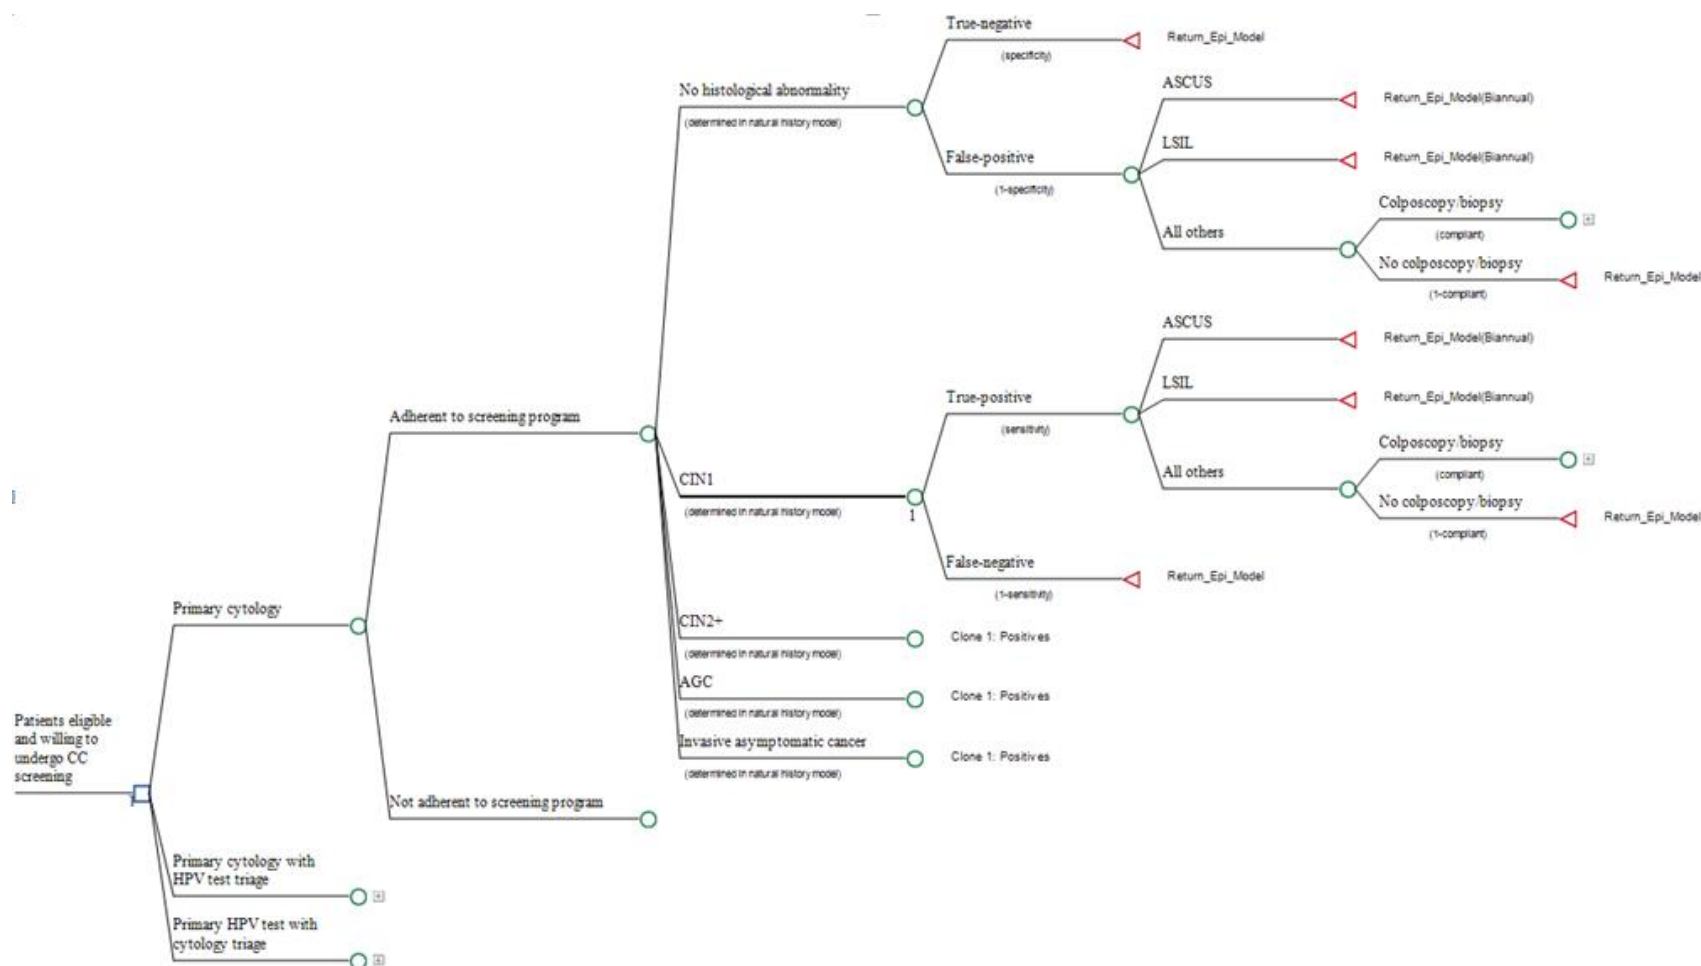 True-negative
(specificity)
Return_Epi_Model
No histological abnormality
(determined in natural history model)
ASCUS
Return_Epi_Model(Biannual)
LSIL
Return_Epi_Model(Biannual)
False-positive
(1-specificity)
Colposcopy/biopsy
(compliant)
All others
No colposcopy/biopsy
(1-compliant)
Return_Epi_Model
ASCUS
Return_Epi_Model(Biannual)
LSIL
Return_Epi_Model(Biannual)
True-positive
(sensitivity)
Adherent to screening program
Colposcopy/biopsy
(compliant)
All others
CIN1
(determined in natural history model)
1
No colposcopy/biopsy
(1-compliant)
Return_Epi_Model
False-negative
(1-sensitivity)
Return_Epi_Model
Primary cytology
CIN2+
(determined in natural history model)
Clone 1: Positives
AGC
(determined in natural history model)
Clone 1: Positives
Patients eligible
and willing to
undergo CC
screening
Invasive asymptomatic cancer
(determined in natural history model)
Clone 1: Positives
Not adherent to screening program
Primary cytology with
HPV test triage
Primary HPV test with
cytology triage